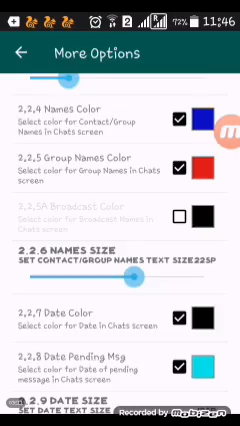 72% 11:46
More Options
2,2,4 Names Color
Select color for Contact/Group
Names in Chats screen
2,2,5 Group Names Color
Select color for Group Names in Chats
screen
2,2,5A Broadcast Color
Select color for Broadcast Names in
Chats screen
2,2,6 NAMES SIZE
SET CONTACT/GROUP NAMES TEXT SIZE22SP
2,2,7 Date Color
Select color for Date in Chats screen
2,2,8 Date Pending Msg
Select color for Date of pending
message in Chats screen
2,2,9 DATE SIZE
SET DATE TEXT
Recorded by mobizen